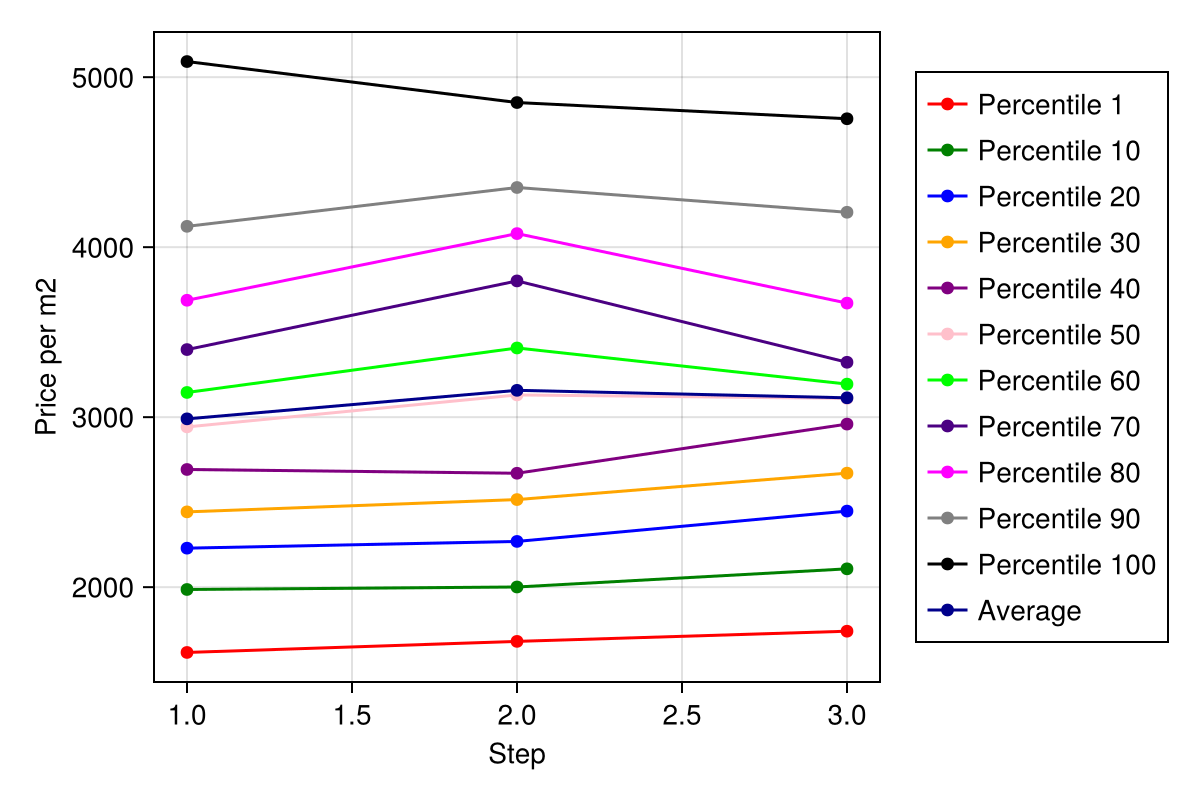 5000
4000
3000
2000
Price per m2
1.0 1.5 2.0 2.5 3.0
Step
Percentile 1
Percentile 10
Percentile 20
Percentile 30
Percentile 40
Percentile 50
Percentile 60
Percentile 70
Percentile 80
Percentile 90
Percentile 100
Average